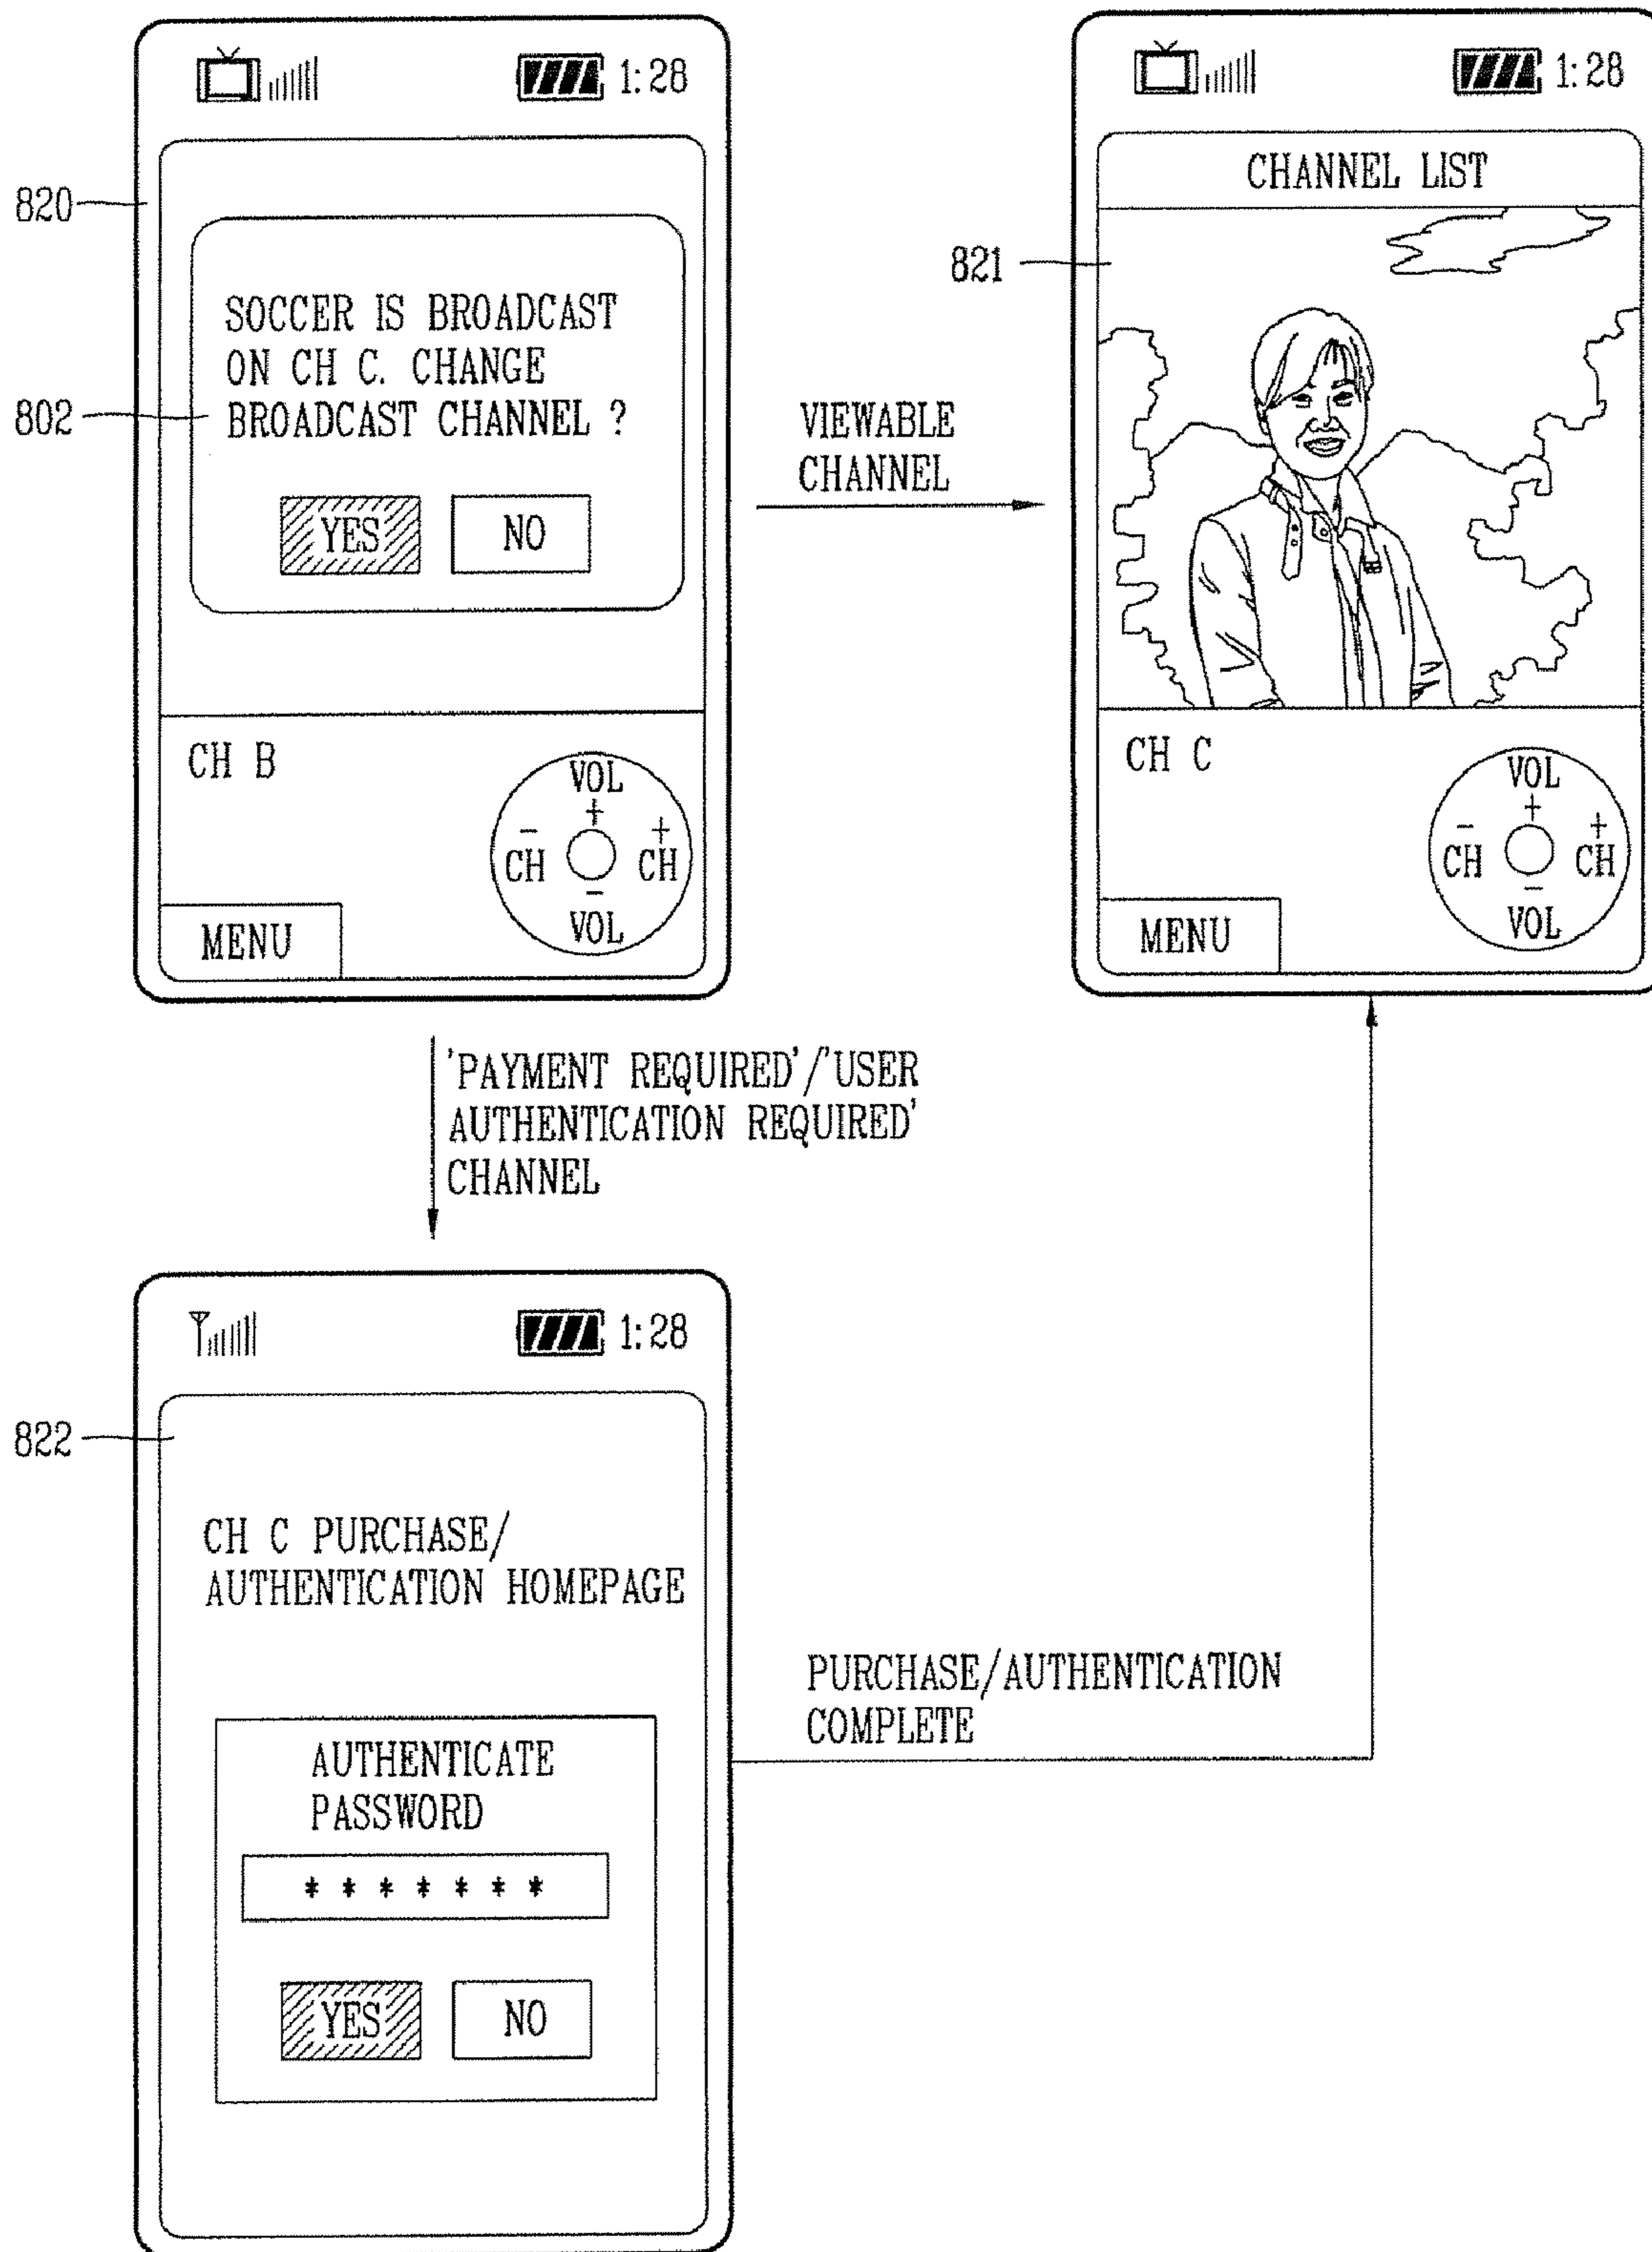 1:28
820
802
SOCCER IS BROADCAST
ON CH C. CHANGE
BROADCAST CHANNEL ?
YES NO
CH B
VOL
+
- +
CH CH
-
VOL
MENU
VIEWABLE
CHANNEL
1:28
CHANNEL LIST
821
CH C
VOL
+
- +
CH CH
-
VOL
MENU
'PAYMENT REQUIRED'/'USER
AUTHENTICATION REQUIRED'
CHANNEL
1:28
822
CH C PURCHASE/
AUTHENTICATION HOMEPAGE
AUTHENTICATE
PASSWORD
* * * * * * *
YES NO
PURCHASE/AUTHENTICATION
COMPLETE